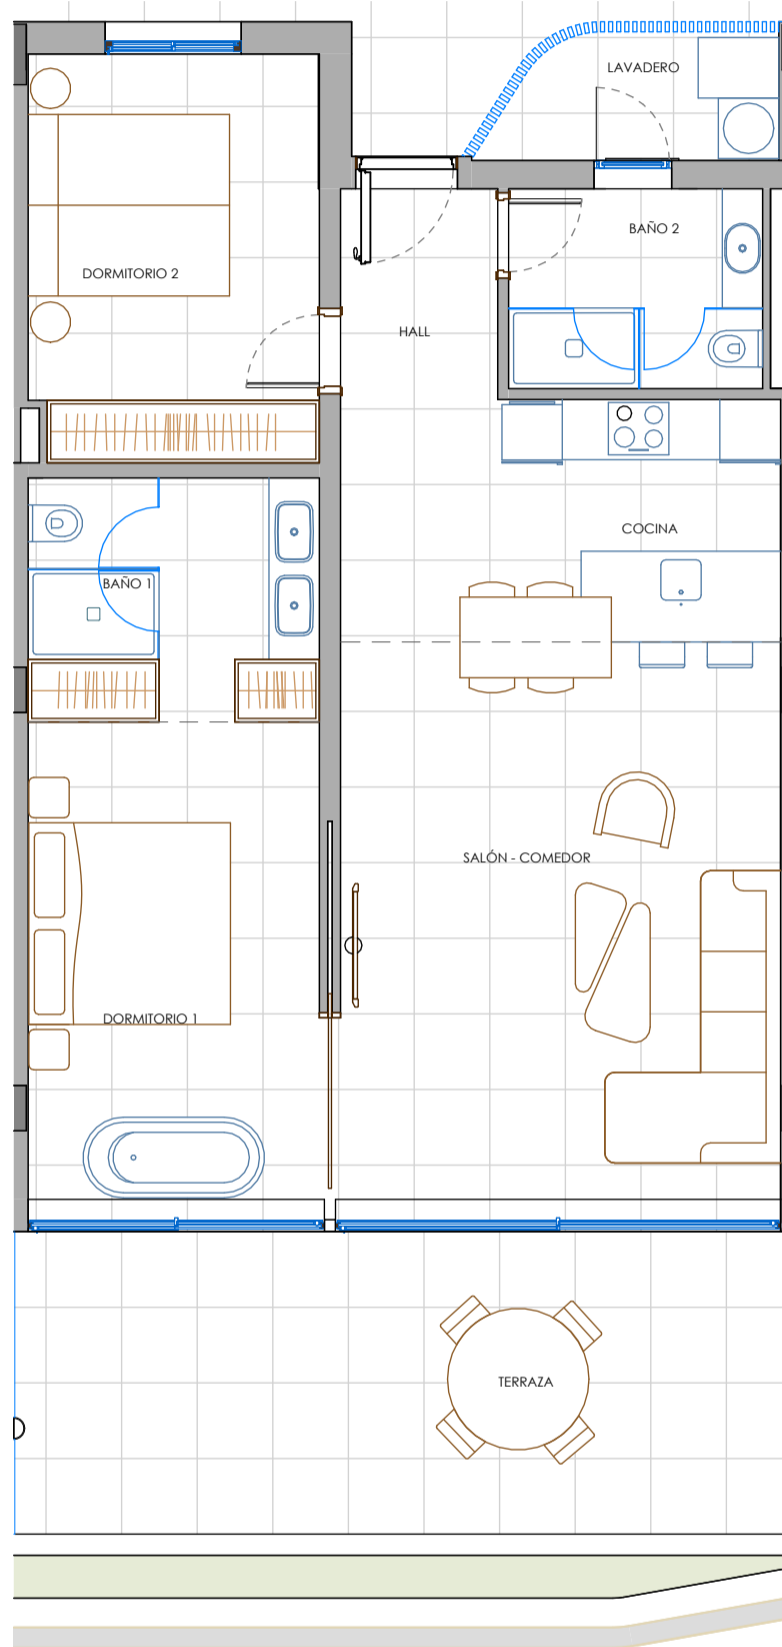 LAVADERO
BAÑO 2
DORMITORIO 2
HALL
COCINA
BAÑO 1
SALÓN - COMEDOR
DORMITORIO 1
TERRAZA